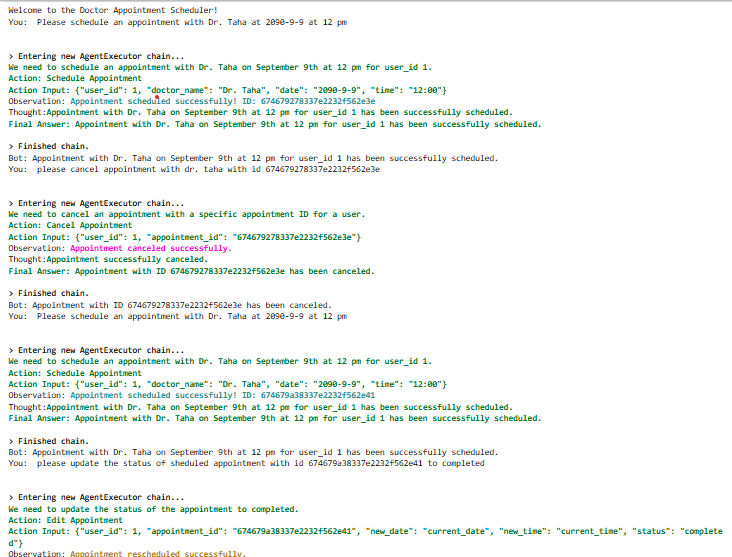 Welcome to the Doctor Appointment Scheduler!
You:  Please schedule an appointment with Dr. Taha at 2090-9-9 at 12 pm
> Entering new AgentExecutor chain...
We need to schedule an appointment with Dr. Taha on September 9th at 12 pm for user_id 1.
Action: Schedule Appointment
Action Input: {"user_id": 1, "doctor_name": "Dr. Taha", "date": "2090-9-9", "time": "12:00"}
Observation: Appointment scheduled successfully! ID: 674679278337e2232f562e3e
Thought:Appointment with Dr. Taha on September 9th at 12 pm for user_id 1 has been successfully scheduled.
Final Answer: Appointment with Dr. Taha on September 9th at 12 pm for user_id 1 has been successfully scheduled.
> Finished chain.
Bot: Appointment with Dr. Taha on September 9th at 12 pm for user_id 1 has been successfully scheduled.
You:  please cancel appointment with dr. taha with id 674679278337e2232f562e3e
> Entering new AgentExecutor chain...
We need to cancel an appointment with a specific appointment ID for a user.
Action: Cancel Appointment
Action Input: {"user_id": 1, "appointment_id": "674679278337e2232f562e3e"}
Observation: Appointment canceled successfully.
Thought:Appointment successfully canceled.
Final Answer: Appointment with ID 674679278337e2232f562e3e has been canceled.
> Finished chain.
Bot: Appointment with ID 674679278337e2232f562e3e has been canceled.
You:  Please schedule an appointment with Dr. Taha at 2090-9-9 at 12 pm
> Entering new AgentExecutor chain...
We need to schedule an appointment with Dr. Taha on September 9th at 12 pm for user_id 1.
Action: Schedule Appointment
Action Input: {"user_id": 1, "doctor_name": "Dr. Taha", "date": "2090-9-9", "time": "12:00"}
Observation: Appointment scheduled successfully! ID: 674679a38337e2232f562e41
Thought:Appointment with Dr. Taha on September 9th at 12 pm for user_id 1 has been successfully scheduled.
Final Answer: Appointment with Dr. Taha on September 9th at 12 pm for user_id 1 has been successfully scheduled.
> Finished chain.
Bot: Appointment with Dr. Taha on September 9th at 12 pm for user_id 1 has been successfully scheduled.
You:  please update the status of sheduled appointment with id 674679a38337e2232f562e41 to completed
> Entering new AgentExecutor chain...
We need to update the status of the appointment to completed.
Action: Edit Appointment
Action Input: {"user_id": 1, "appointment_id": "674679a38337e2232f562e41", "new_date": "current_date", "new_time": "current_time", "status": "complete
d"}
Observation: Appointment rescheduled successfully.